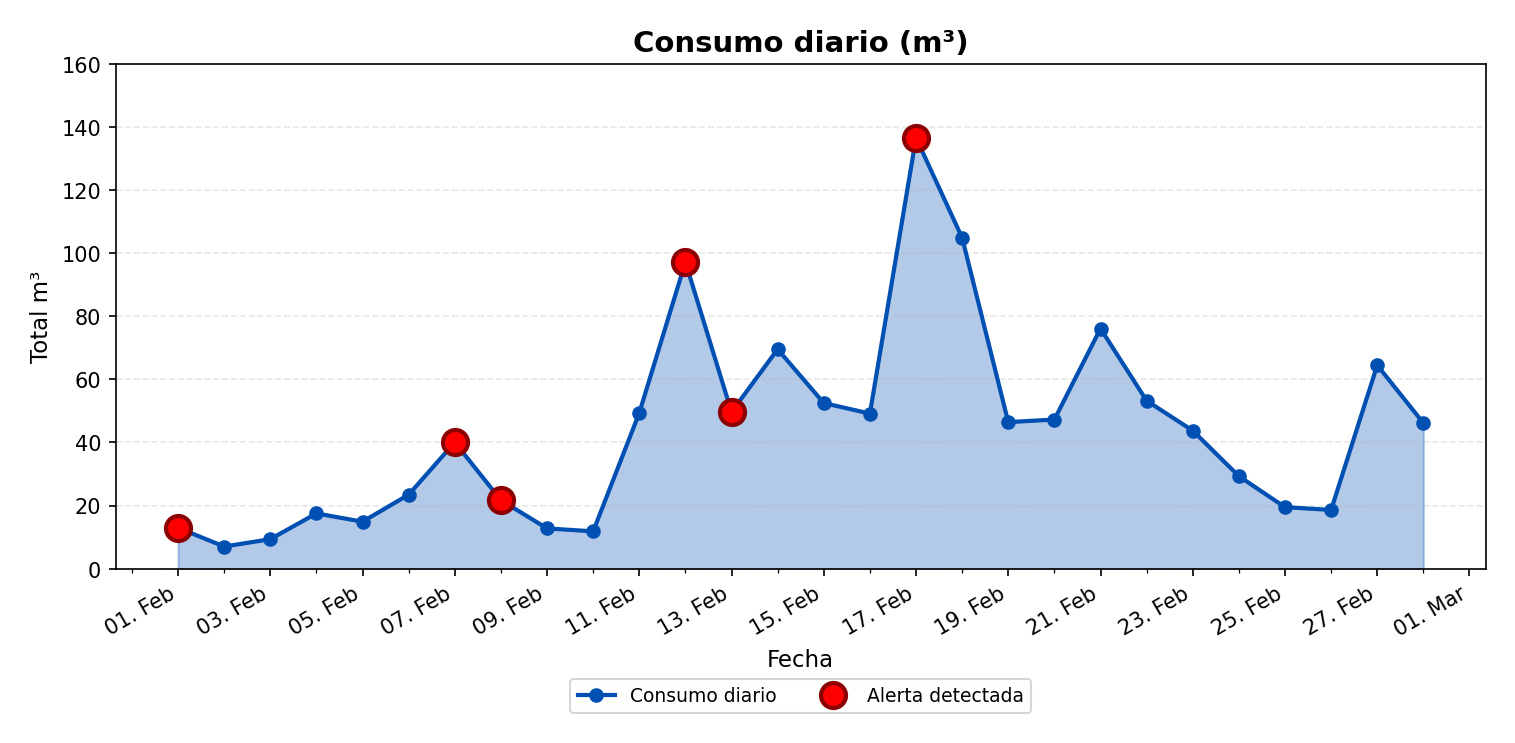 Consumo diario (m³)
160
140
120
100
80
60
40
20
0
Total m³
01. Feb
03. Feb
05. Feb
07. Feb
09. Feb
11. Feb
13. Feb
15. Feb
17. Feb
19. Feb
21. Feb
23. Feb
25. Feb
27. Feb
01. Mar
Fecha
Consumo diario
Alerta detectada